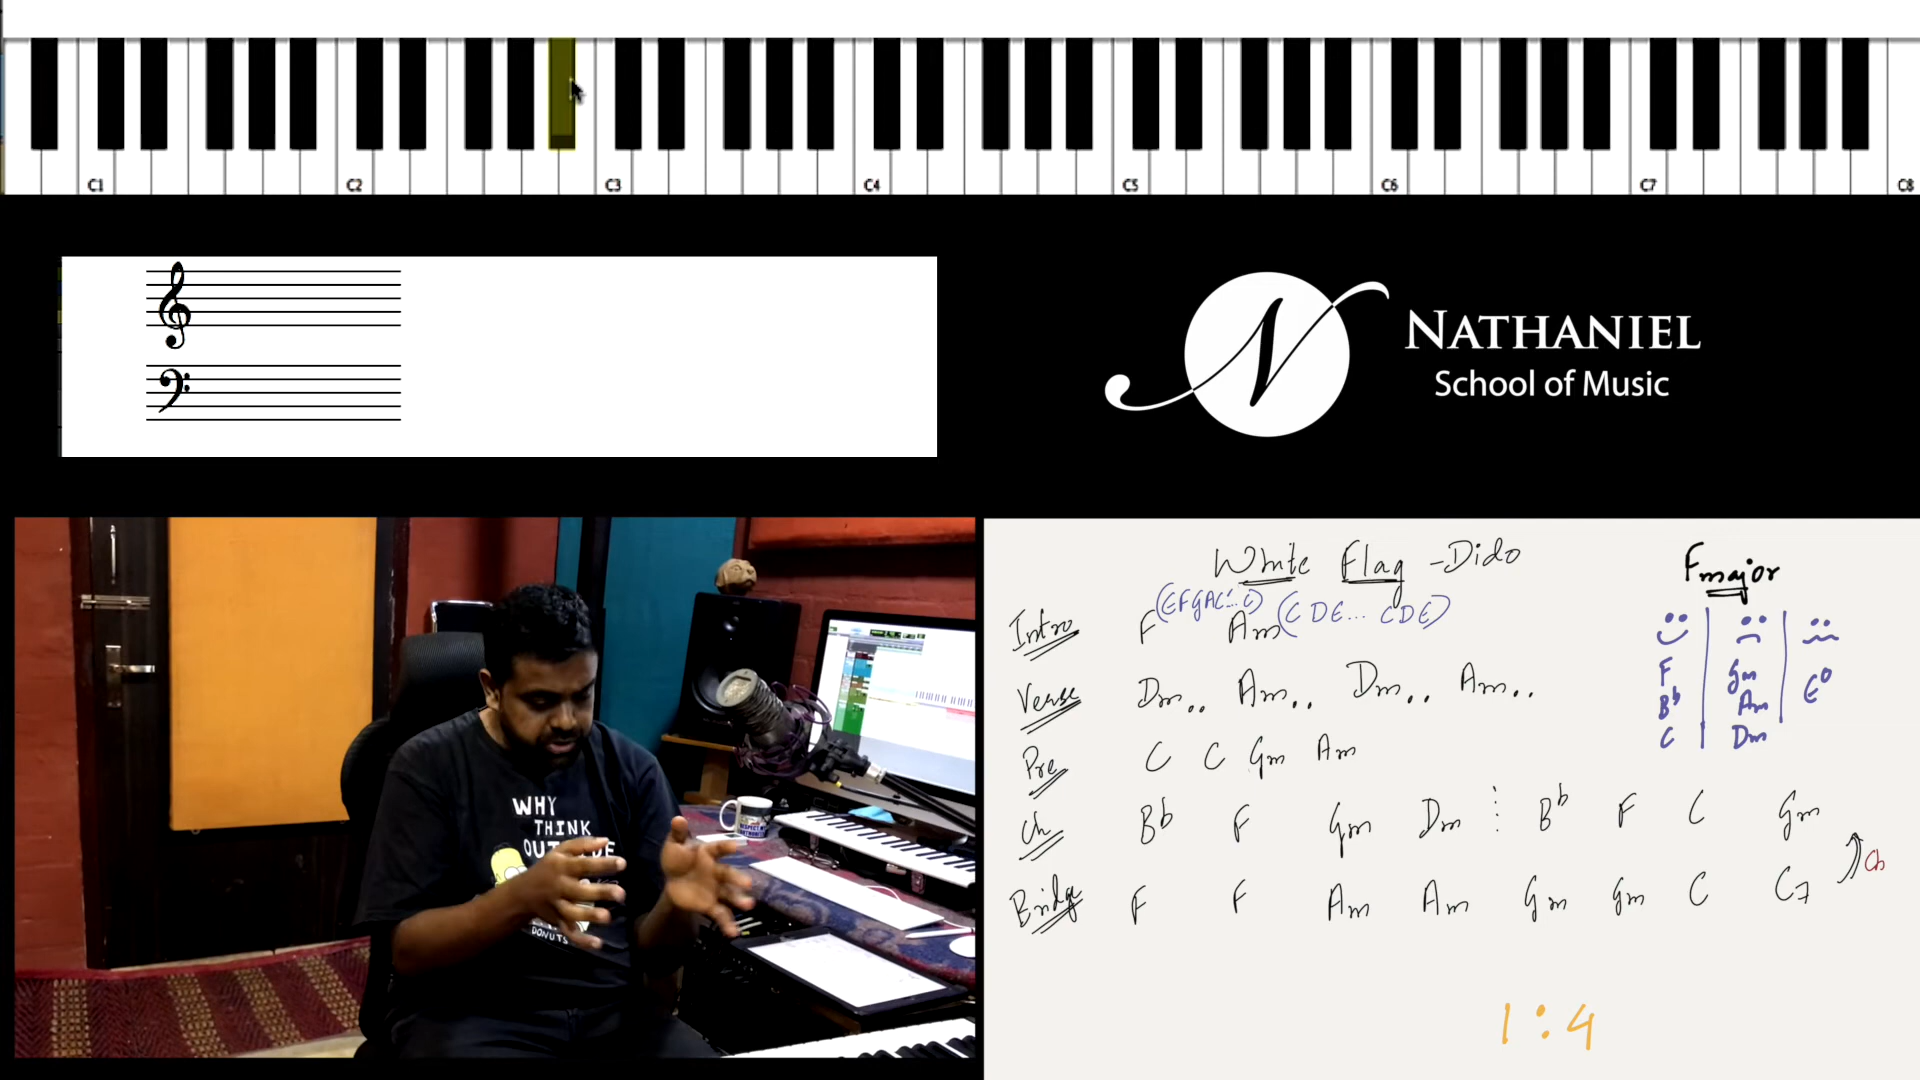 C1 C2 C3 C4 C5 C6 C7 C8
NATHANIEL
School of Music
WHY
THINK
DONUTS
White Flag - Dido
F major
(EFGAC... C) (CDE... CDE)
Intro F Am
Verse Dm.. Am.. Dm.. Am..
Pre C C Gm Am
Ch Bb F Gm Dm Bb F C Gm
Bridge F F Am Am Gm Gm C C7
Ch
F Gm E°
Bb Am
C Dm
1:4